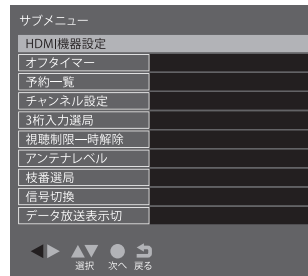 サブメニュー
HDMI機器設定
オフタイマー
予約一覧
チャンネル設定
3桁入力選局
視聴制限一時解除
アンテナレベル
枝番選局
信号切換
データ放送表示切
選択 次へ 戻る